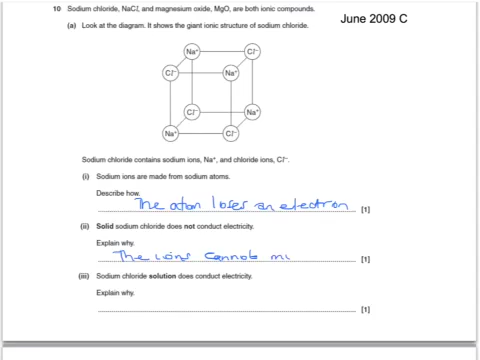 June 2009 C
10 Sodium chloride, NaCl, and magnesium oxide, MgO, are both ionic compounds.
(a) Look at the diagram. It shows the giant ionic structure of sodium chloride.
Na⁺ Cl⁻
Cl⁻ Na⁺
Cl⁻ Na⁺
Na⁺ Cl⁻
Sodium chloride contains sodium ions, Na⁺, and chloride ions, Cl⁻.
(i) Sodium ions are made from sodium atoms.
Describe how.
The atom loses an electron [1]
(ii) Solid sodium chloride does not conduct electricity.
Explain why.
The ions cannot m [1]
(iii) Sodium chloride solution does conduct electricity.
Explain why.
[1]